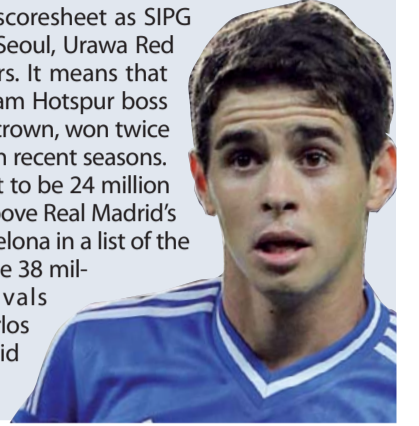 scoresheet as SIPG
Seoul, Urawa Red
rs. It means that
am Hotspur boss
crown, won twice
n recent seasons.
t to be 24 million
ove Real Madrid's
elona in a list of the
e 38 mil-
vals
rlos
id